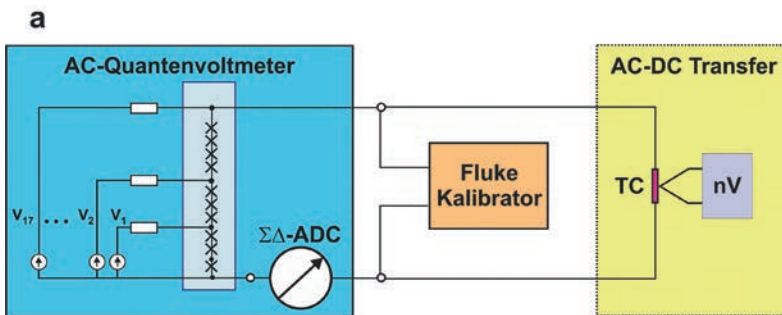 a
AC-Quantenvoltmeter
AC-DC Transfer
V17 ... V2 V1
ΣΔ-ADC
Fluke
Kalibrator
TC
nV